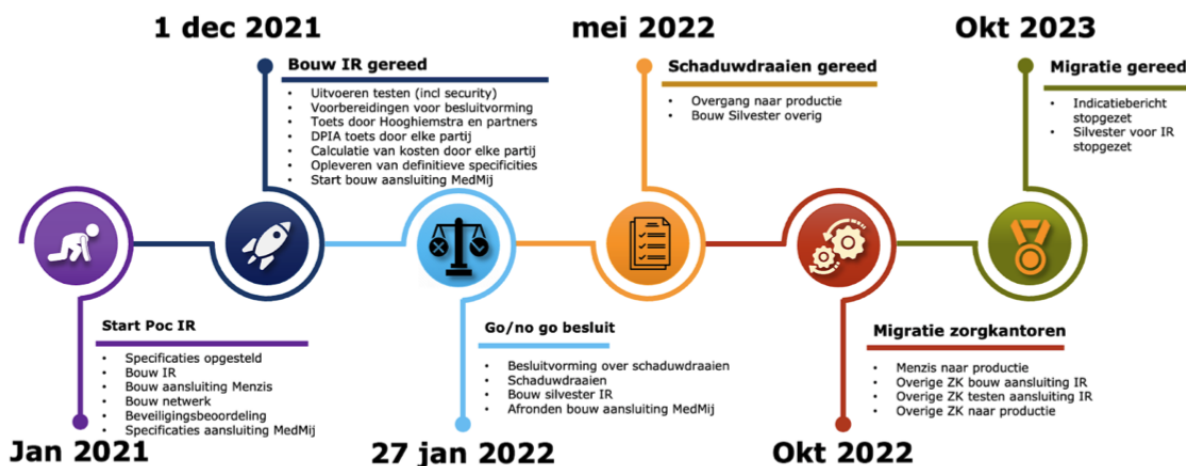 1 dec 2021
mei 2022
Okt 2023
Bouw IR gereed
• Uitvoeren testen (incl security)
• Voorbereidingen voor besluitvorming
• Toets door Hooghiemstra en partners
• DPIA toets door elke partij
• Calculatie van kosten door elke partij
• Opleveren van definitieve specificities
• Start bouw aansluiting MedMij
Schaduwdraaien gereed
• Overgang naar productie
• Bouw Silvester overig
Migratie gereed
• Indicatiebericht
stopgezet
• Silvester voor IR
stopgezet
Start Poc IR
• Specificaties opgesteld
• Bouw IR
• Bouw aansluiting Menzis
• Bouw netwerk
• Beveiligingsbeoordeling
• Specificaties aansluiting MedMij
Go/no go besluit
• Besluitvorming over schaduwdraaien
• Schaduwdraaien
• Bouw silvester IR
• Afronden bouw aansluiting MedMij
Migratie zorgkantoren
• Menzis naar productie
• Overige ZK bouw aansluiting IR
• Overige ZK testen aansluiting IR
• Overige ZK naar productie
Jan 2021
27 jan 2022
Okt 2022